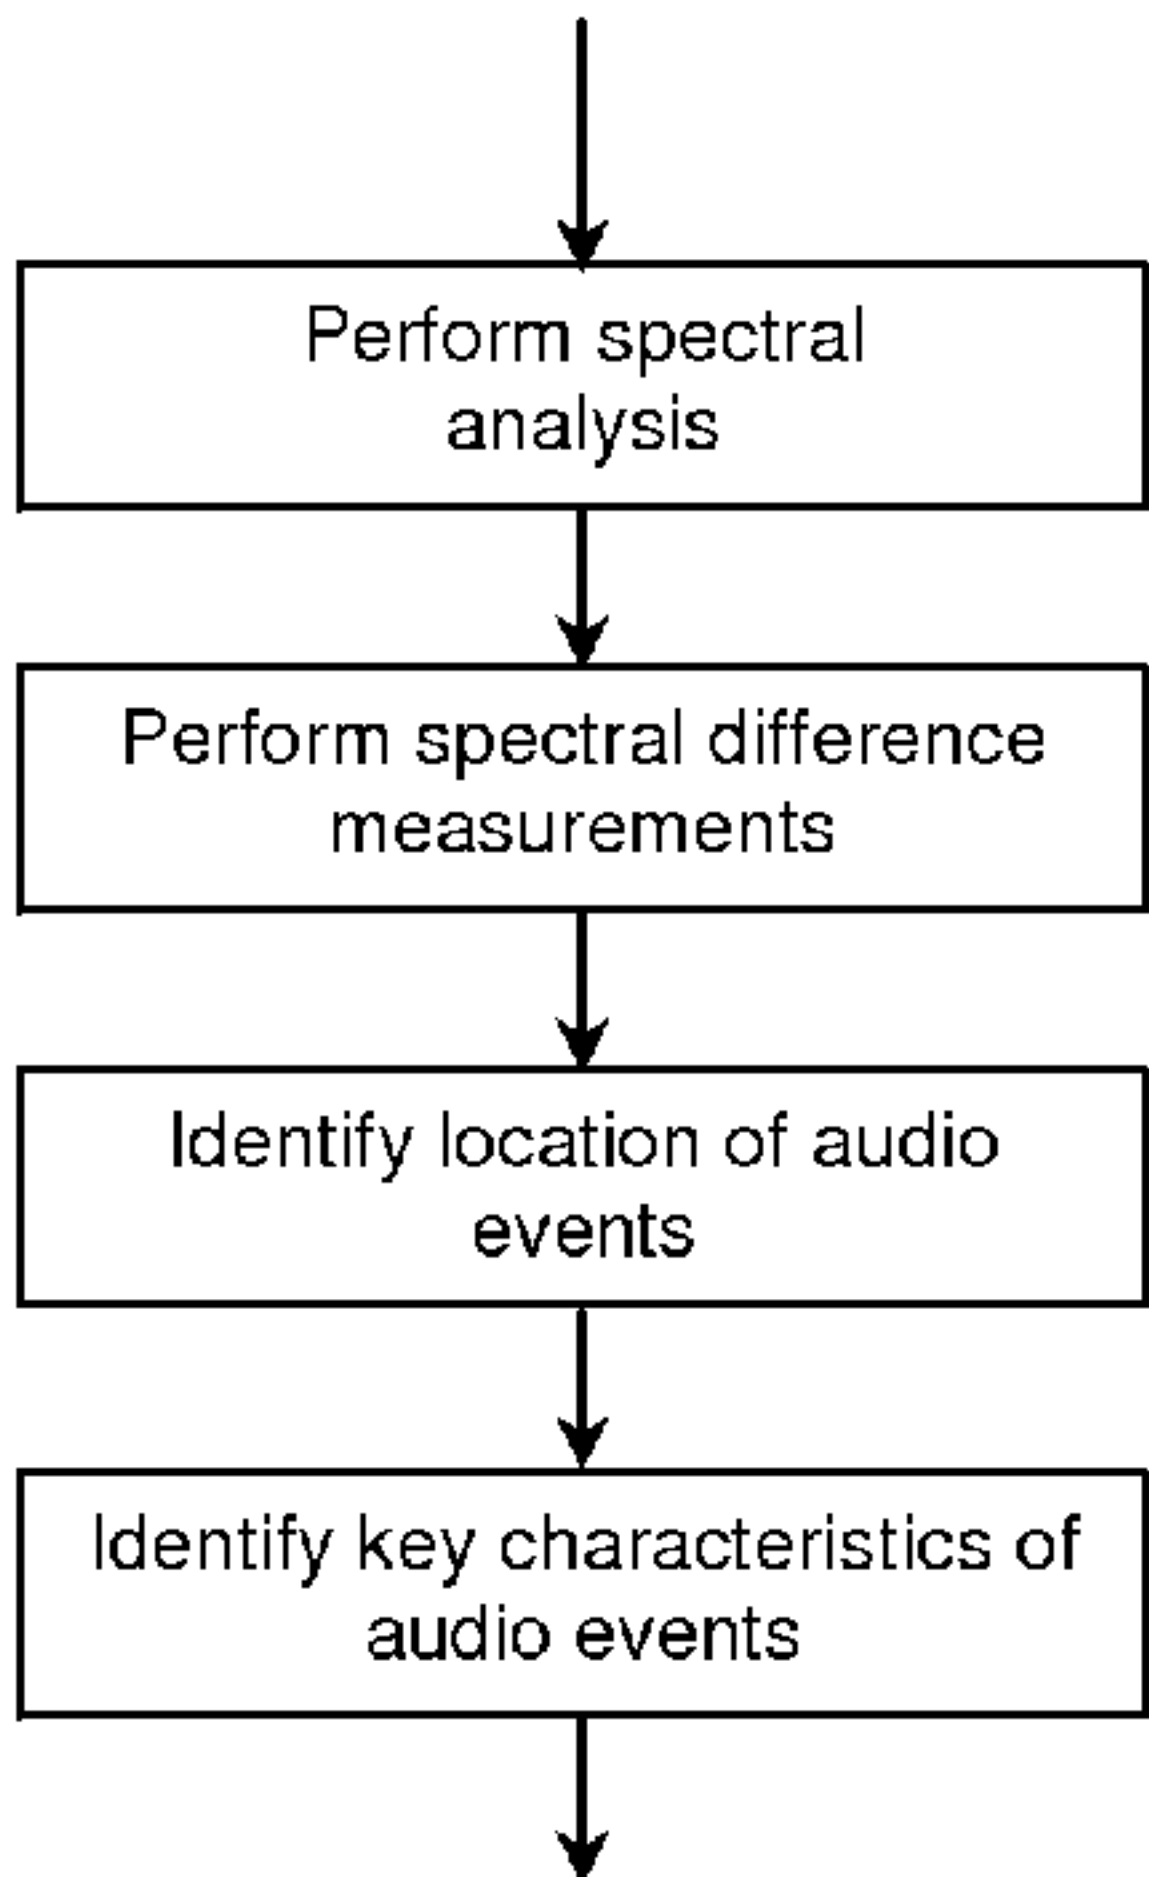 Perform spectral
analysis
Perform spectral difference
measurements
Identify location of audio
events
Identify key characteristics of
audio events